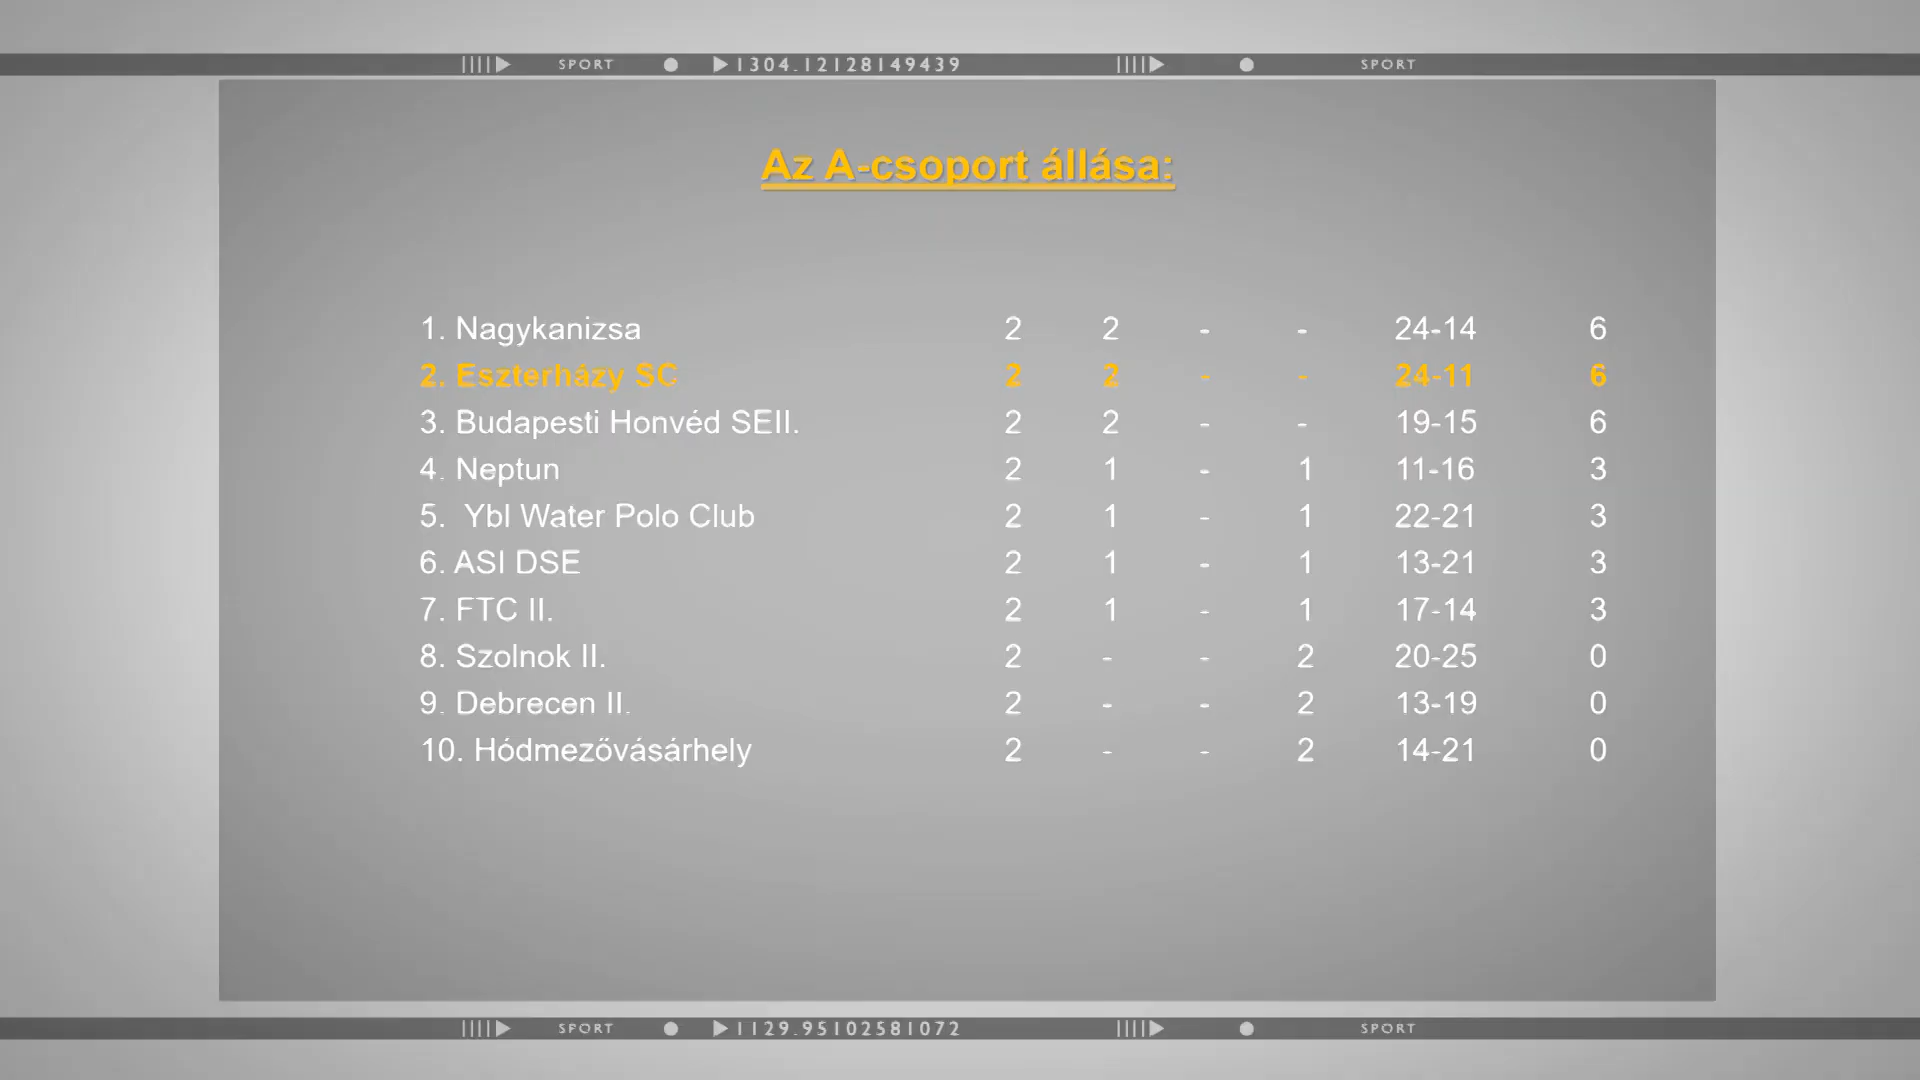 SPORT 1304.12128149439 SPORT
Az A-csoport állása:
1. Nagykanizsa 2 2 - - 24-14 6
2. Eszterházy SC 2 2 - - 24-11 6
3. Budapesti Honvéd SEII. 2 2 - - 19-15 6
4. Neptun 2 1 - 1 11-16 3
5. Ybl Water Polo Club 2 1 - 1 22-21 3
6. ASI DSE 2 1 - 1 13-21 3
7. FTC II. 2 1 - 1 17-14 3
8. Szolnok II. 2 - - 2 20-25 0
9. Debrecen II. 2 - - 2 13-19 0
10. Hódmezővásárhely 2 - - 2 14-21 0
SPORT 1129.95102581072 SPORT